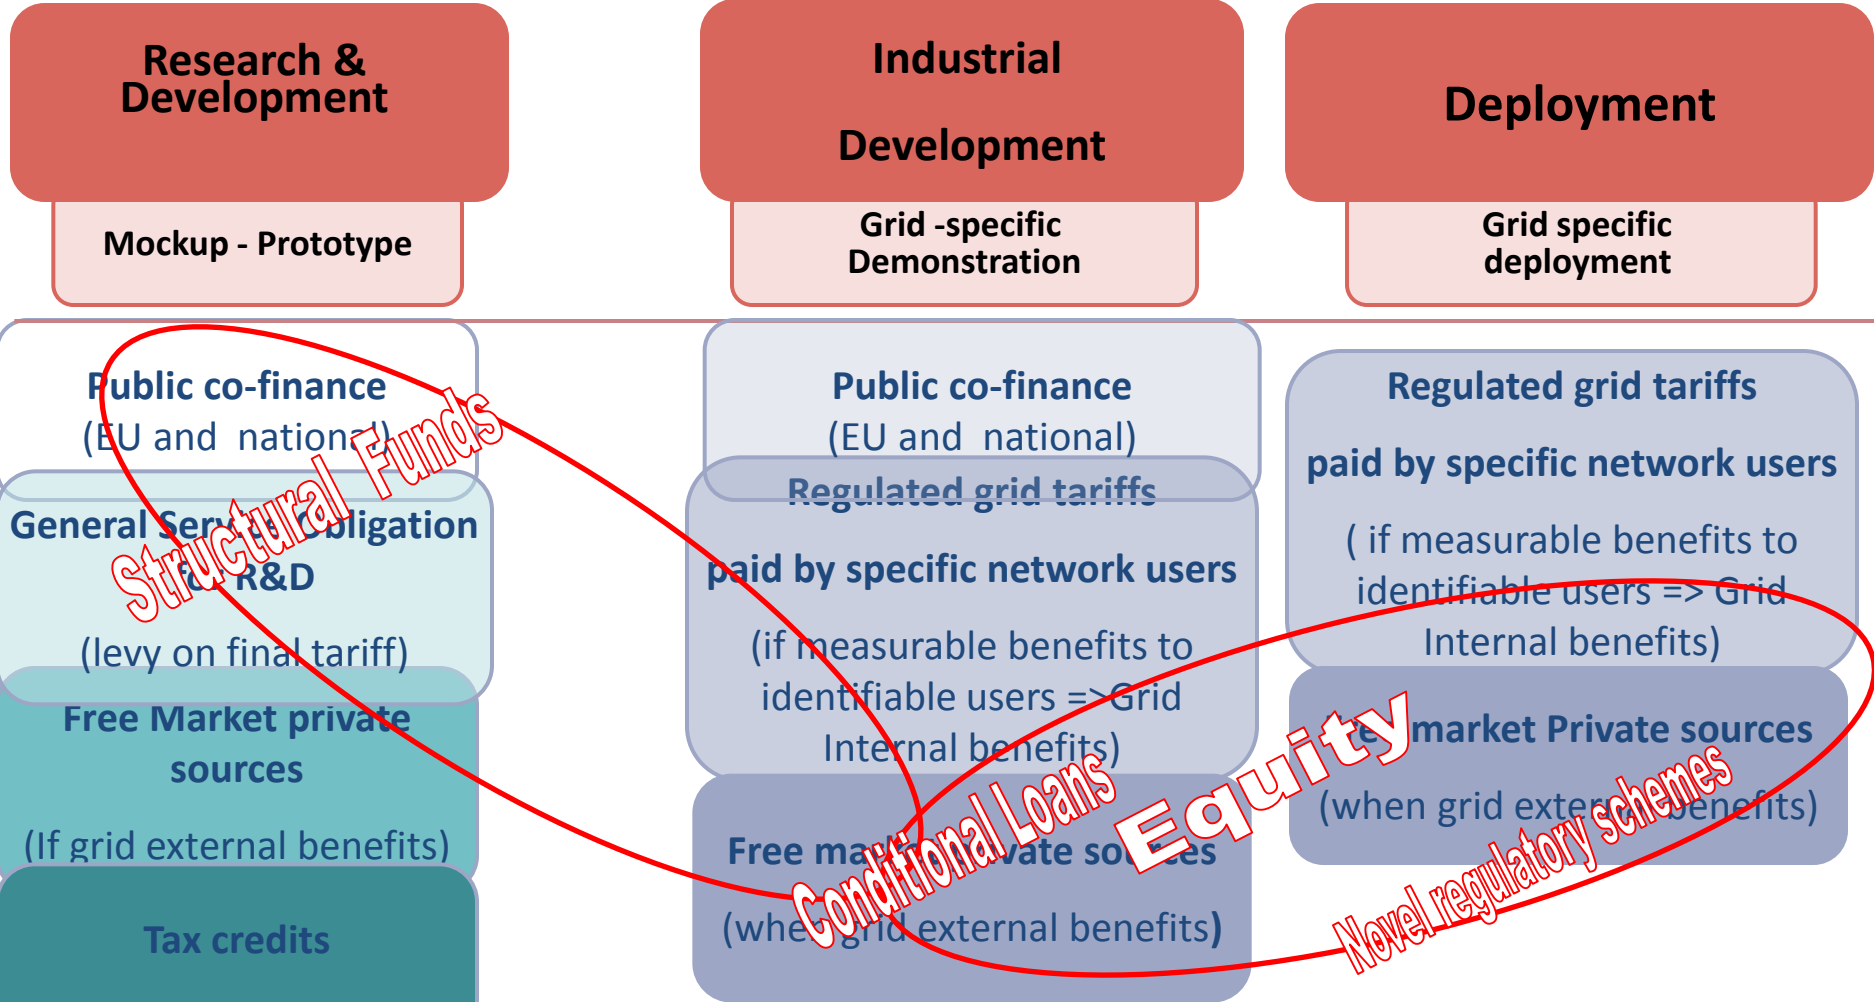 Research &
Development
Mockup - Prototype
Public co-finance
(EU and  national)
General Service Obligation
for R&D
(levy on final tariff)
Free Market private
sources
(If grid external benefits)
Tax credits
Structural Funds
Industrial
Development
Grid -specific
Demonstration
Public co-finance
(EU and  national)
Regulated grid tariffs
paid by specific network users
(if measurable benefits to
identifiable users =>Grid
Internal benefits)
Free market private sources
(when grid external benefits)
Conditional Loans
Equity
Deployment
Grid specific
deployment
Regulated grid tariffs
paid by specific network users
( if measurable benefits to
identifiable users => Grid
Internal benefits)
Free market Private sources
(when grid external benefits)
Novel regulatory schemes